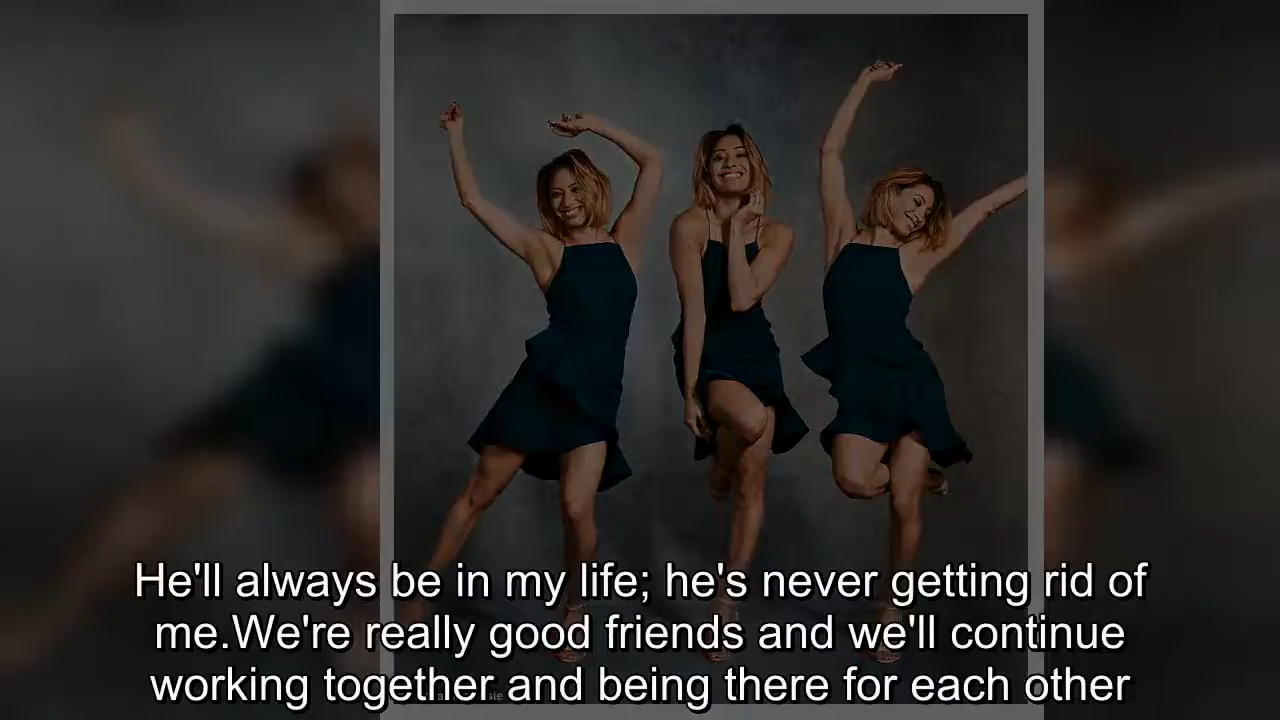 He'll always be in my life; he's never getting rid of
me.We're really good friends and we'll continue
working together and being there for each other